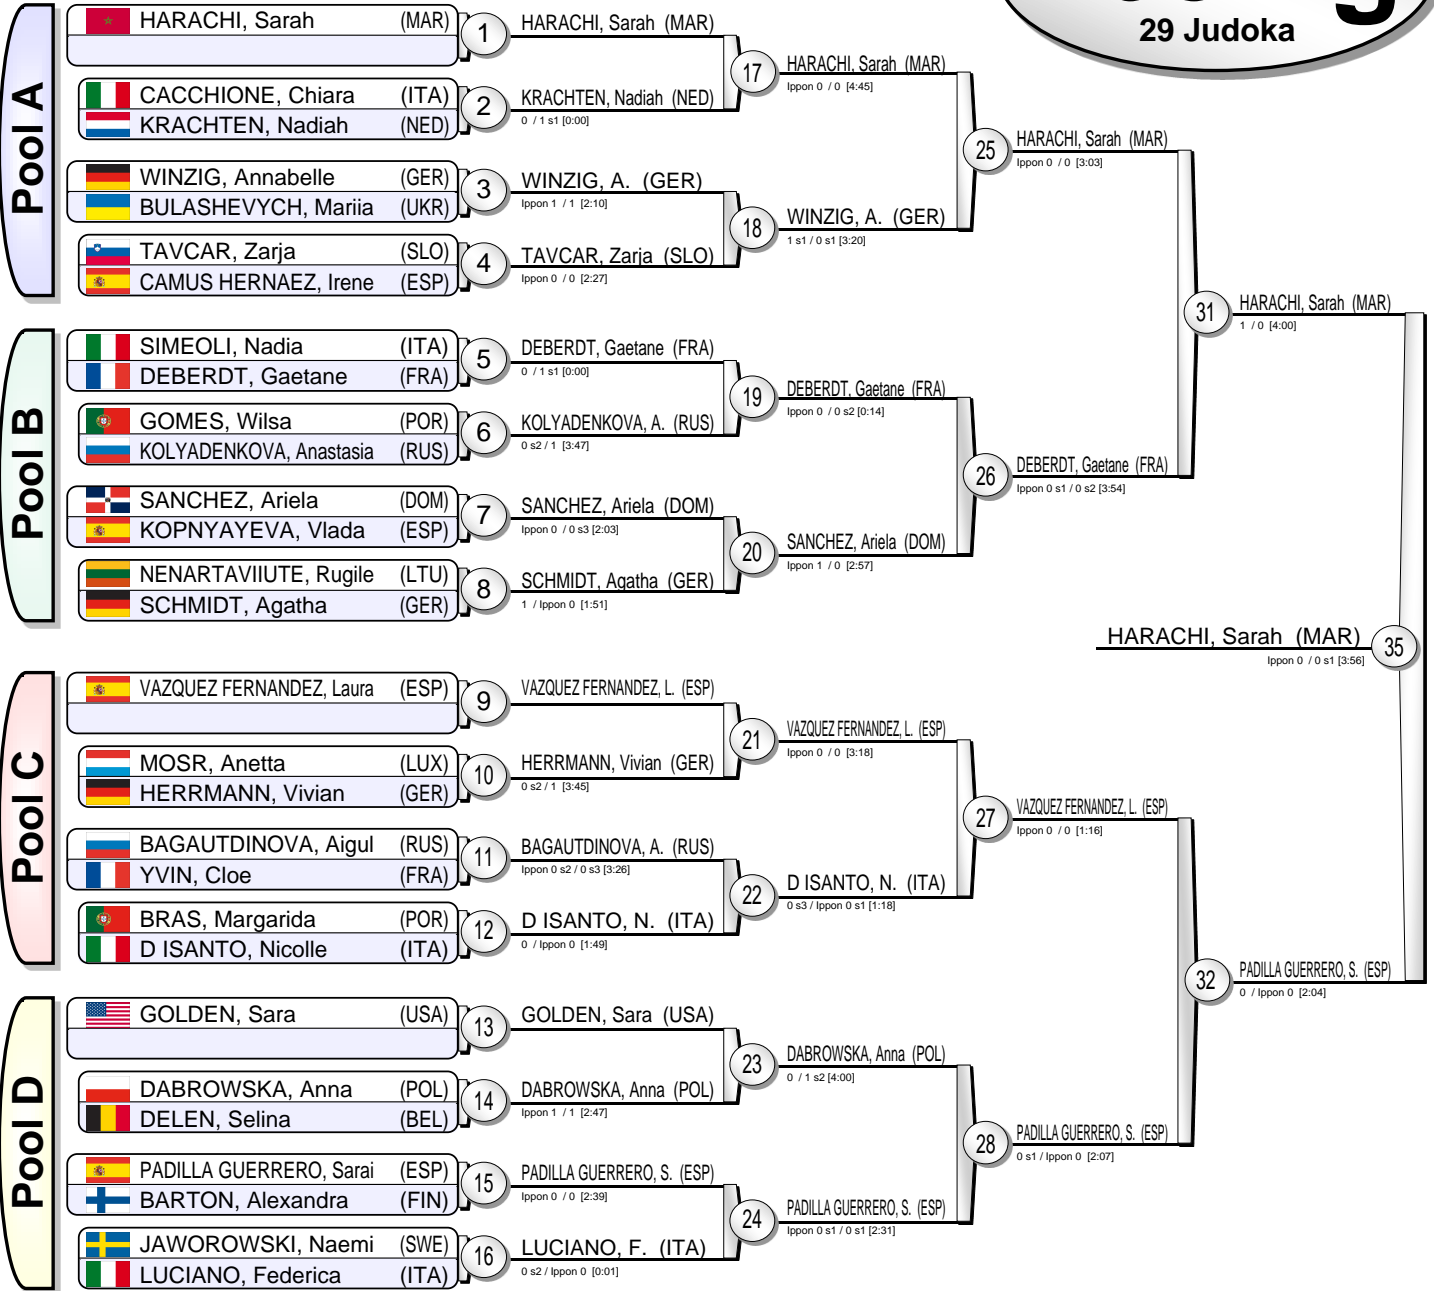 29 Judoka
Pool A
HARACHI, Sarah (MAR)
CACCHIONE, Chiara (ITA)
KRACHTEN, Nadiah (NED)
WINZIG, Annabelle (GER)
BULASHEVYCH, Mariia (UKR)
TAVCAR, Zarja (SLO)
CAMUS HERNAEZ, Irene (ESP)
Pool B
SIMEOLI, Nadia (ITA)
DEBERDT, Gaetane (FRA)
GOMES, Wilsa (POR)
KOLYADENKOVA, Anastasia (RUS)
SANCHEZ, Ariela (DOM)
KOPNYAYEVA, Vlada (ESP)
NENARTAVIIUTE, Rugile (LTU)
SCHMIDT, Agatha (GER)
Pool C
VAZQUEZ FERNANDEZ, Laura (ESP)
MOSR, Anetta (LUX)
HERRMANN, Vivian (GER)
BAGAUTDINOVA, Aigul (RUS)
YVIN, Cloe (FRA)
BRAS, Margarida (POR)
D ISANTO, Nicolle (ITA)
Pool D
GOLDEN, Sara (USA)
DABROWSKA, Anna (POL)
DELEN, Selina (BEL)
PADILLA GUERRERO, Sarai (ESP)
BARTON, Alexandra (FIN)
JAWOROWSKI, Naemi (SWE)
LUCIANO, Federica (ITA)
1
HARACHI, Sarah (MAR)
2
KRACHTEN, Nadiah (NED)
0 / 1 s1 [0:00]
3
WINZIG, A. (GER)
Ippon 1 / 1 [2:10]
4
TAVCAR, Zarja (SLO)
Ippon 0 / 0 [2:27]
5
DEBERDT, Gaetane (FRA)
0 / 1 s1 [0:00]
6
KOLYADENKOVA, A. (RUS)
0 s2 / 1 [3:47]
7
SANCHEZ, Ariela (DOM)
Ippon 0 / 0 s3 [2:03]
8
SCHMIDT, Agatha (GER)
1 / Ippon 0 [1:51]
9
VAZQUEZ FERNANDEZ, L. (ESP)
10
HERRMANN, Vivian (GER)
0 s2 / 1 [3:45]
11
BAGAUTDINOVA, A. (RUS)
Ippon 0 s2 / 0 s3 [3:26]
12
D ISANTO, N. (ITA)
0 / Ippon 0 [1:49]
13
GOLDEN, Sara (USA)
14
DABROWSKA, Anna (POL)
Ippon 1 / 1 [2:47]
15
PADILLA GUERRERO, S. (ESP)
Ippon 0 / 0 [2:39]
16
LUCIANO, F. (ITA)
0 s2 / Ippon 0 [0:01]
17
HARACHI, Sarah (MAR)
Ippon 0 / 0 [4:45]
18
WINZIG, A. (GER)
1 s1 / 0 s1 [3:20]
19
DEBERDT, Gaetane (FRA)
Ippon 0 / 0 s2 [0:14]
20
SANCHEZ, Ariela (DOM)
Ippon 1 / 0 [2:57]
21
VAZQUEZ FERNANDEZ, L. (ESP)
Ippon 0 / 0 [3:18]
22
D ISANTO, N. (ITA)
0 s3 / Ippon 0 s1 [1:18]
23
DABROWSKA, Anna (POL)
0 / 1 s2 [4:00]
24
PADILLA GUERRERO, S. (ESP)
Ippon 0 s1 / 0 s1 [2:31]
25
HARACHI, Sarah (MAR)
Ippon 0 / 0 [3:03]
26
DEBERDT, Gaetane (FRA)
Ippon 0 s1 / 0 s2 [3:54]
27
VAZQUEZ FERNANDEZ, L. (ESP)
Ippon 0 / 0 [1:16]
28
PADILLA GUERRERO, S. (ESP)
0 s1 / Ippon 0 [2:07]
31
HARACHI, Sarah (MAR)
1 / 0 [4:00]
32
PADILLA GUERRERO, S. (ESP)
0 / Ippon 0 [2:04]
HARACHI, Sarah (MAR)
35
Ippon 0 / 0 s1 [3:56]